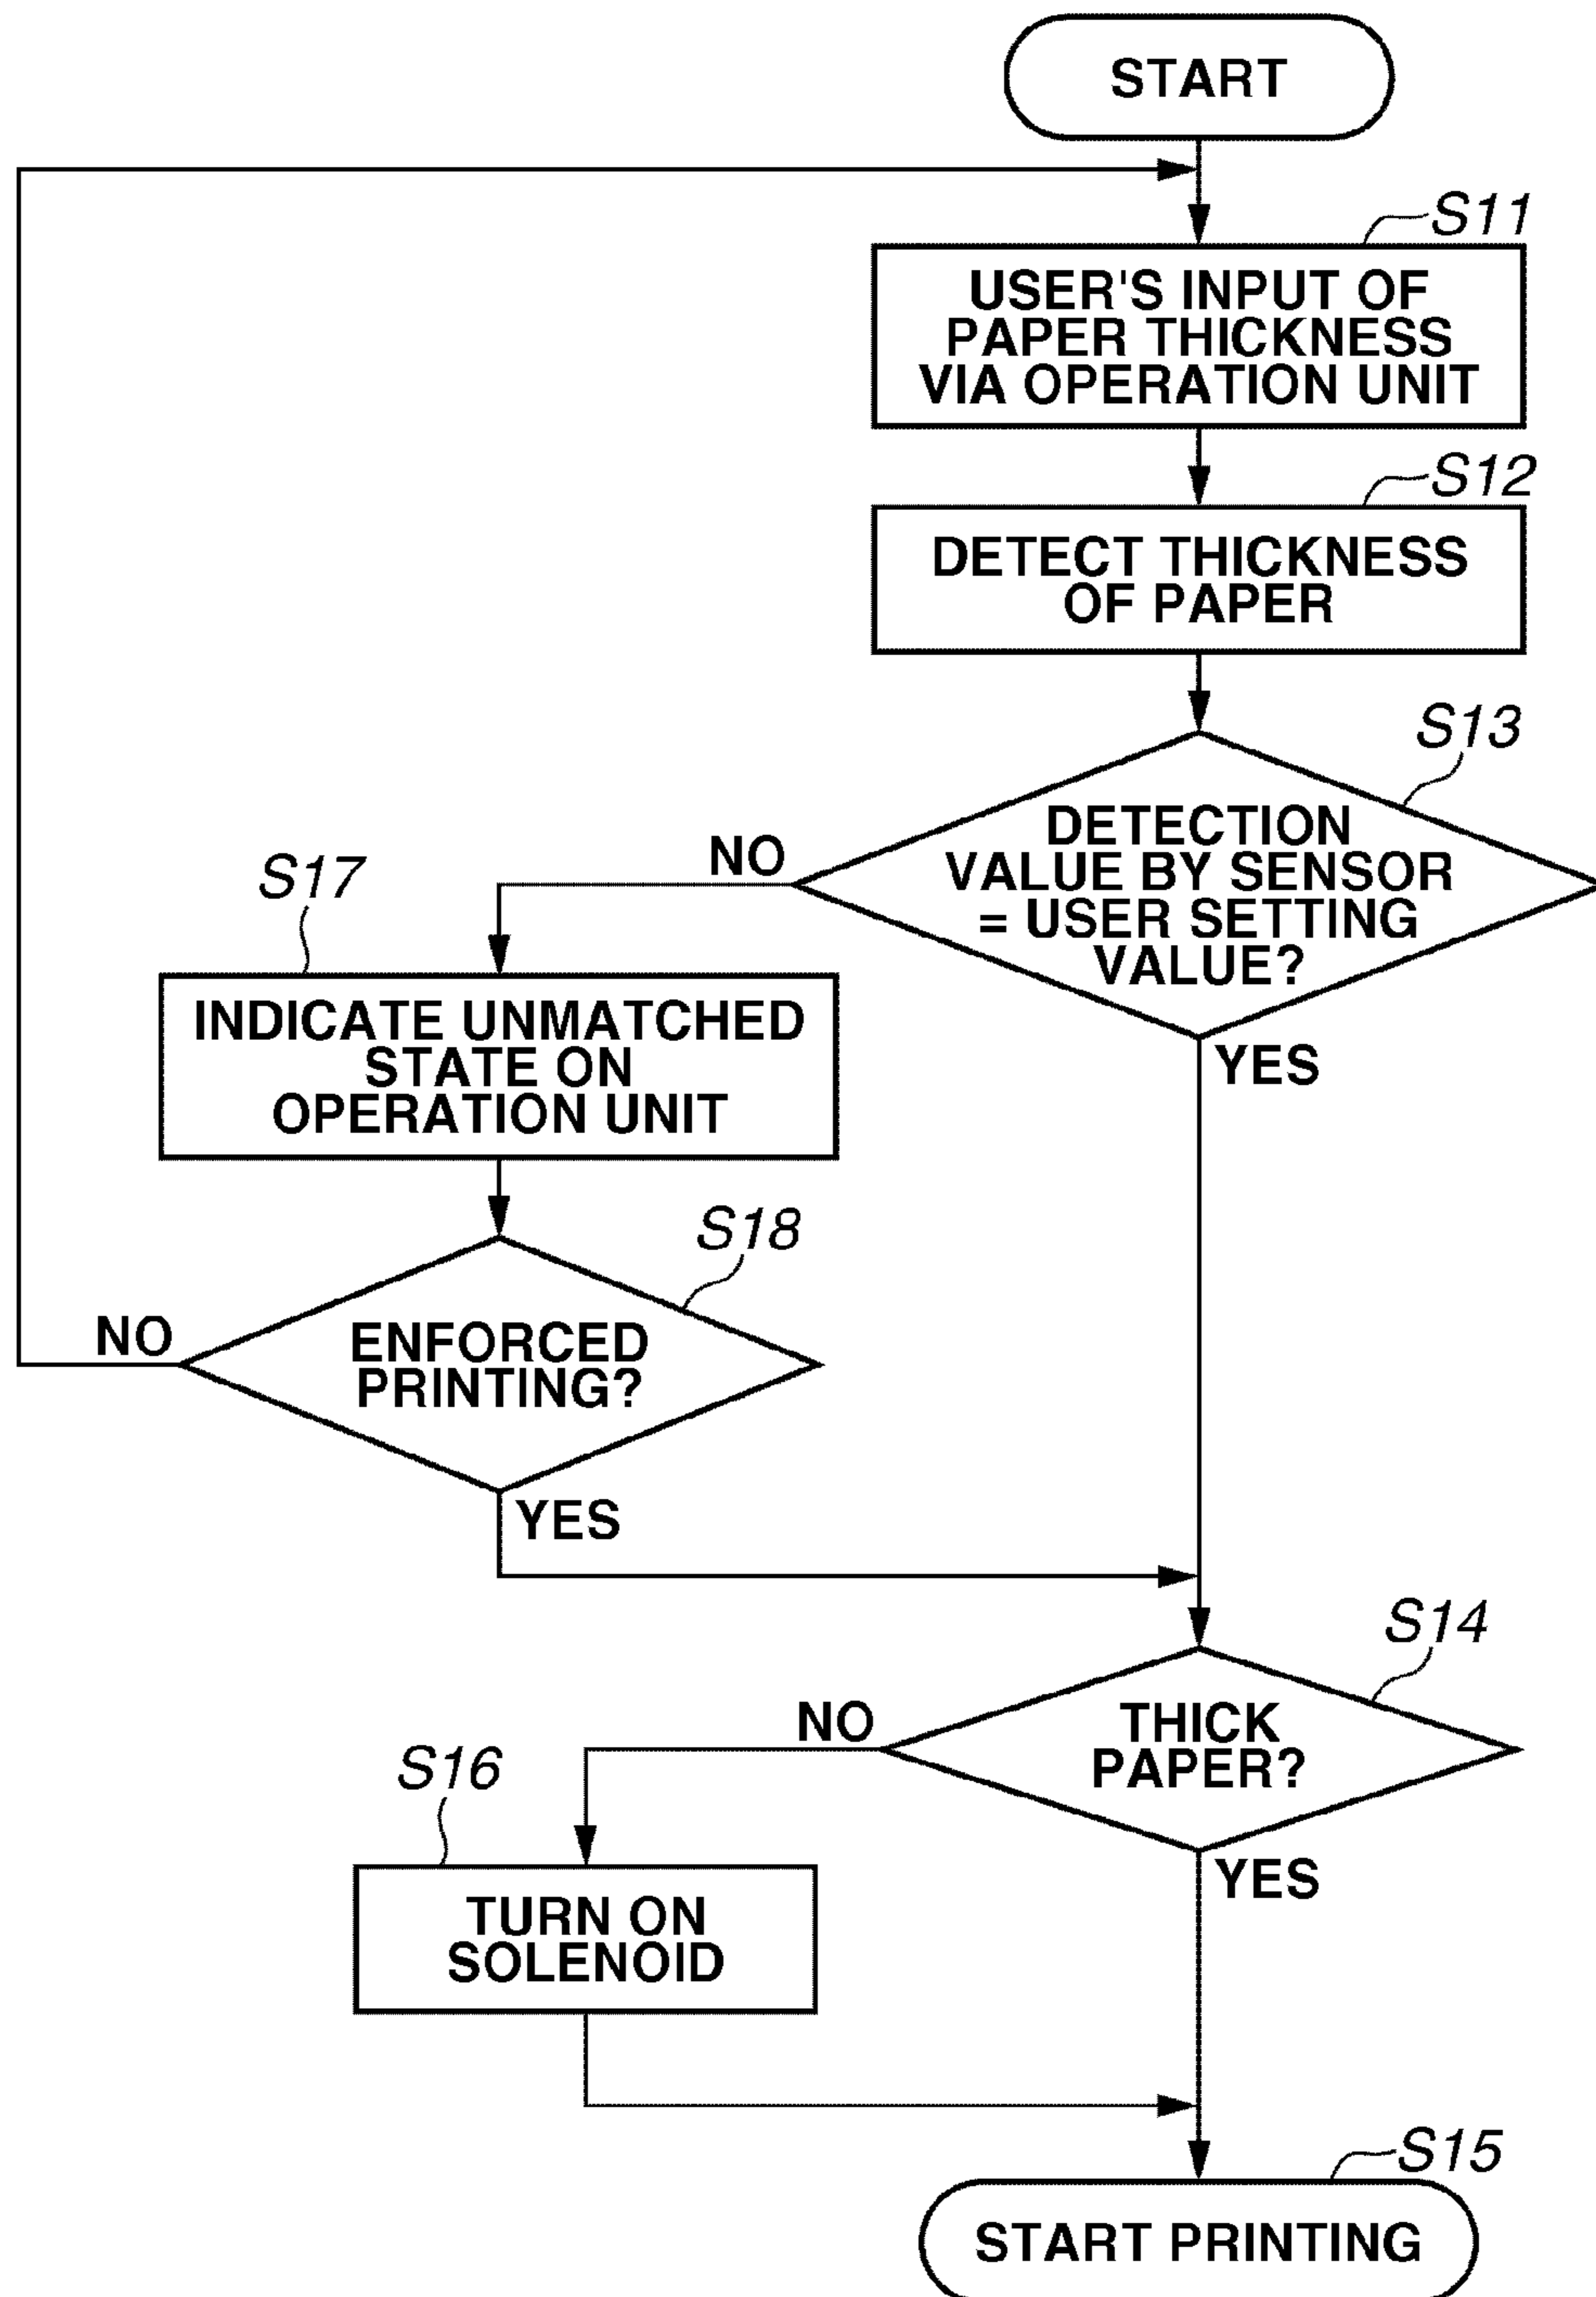 START
S11
USER'S INPUT OF
PAPER THICKNESS
VIA OPERATION UNIT
S12
DETECT THICKNESS
OF PAPER
S13
DETECTION
VALUE BY SENSOR
= USER SETTING
VALUE?
NO
YES
S17
INDICATE UNMATCHED
STATE ON
OPERATION UNIT
S18
ENFORCED
PRINTING?
NO
YES
S14
THICK
PAPER?
NO
YES
S16
TURN ON
SOLENOID
S15
START PRINTING